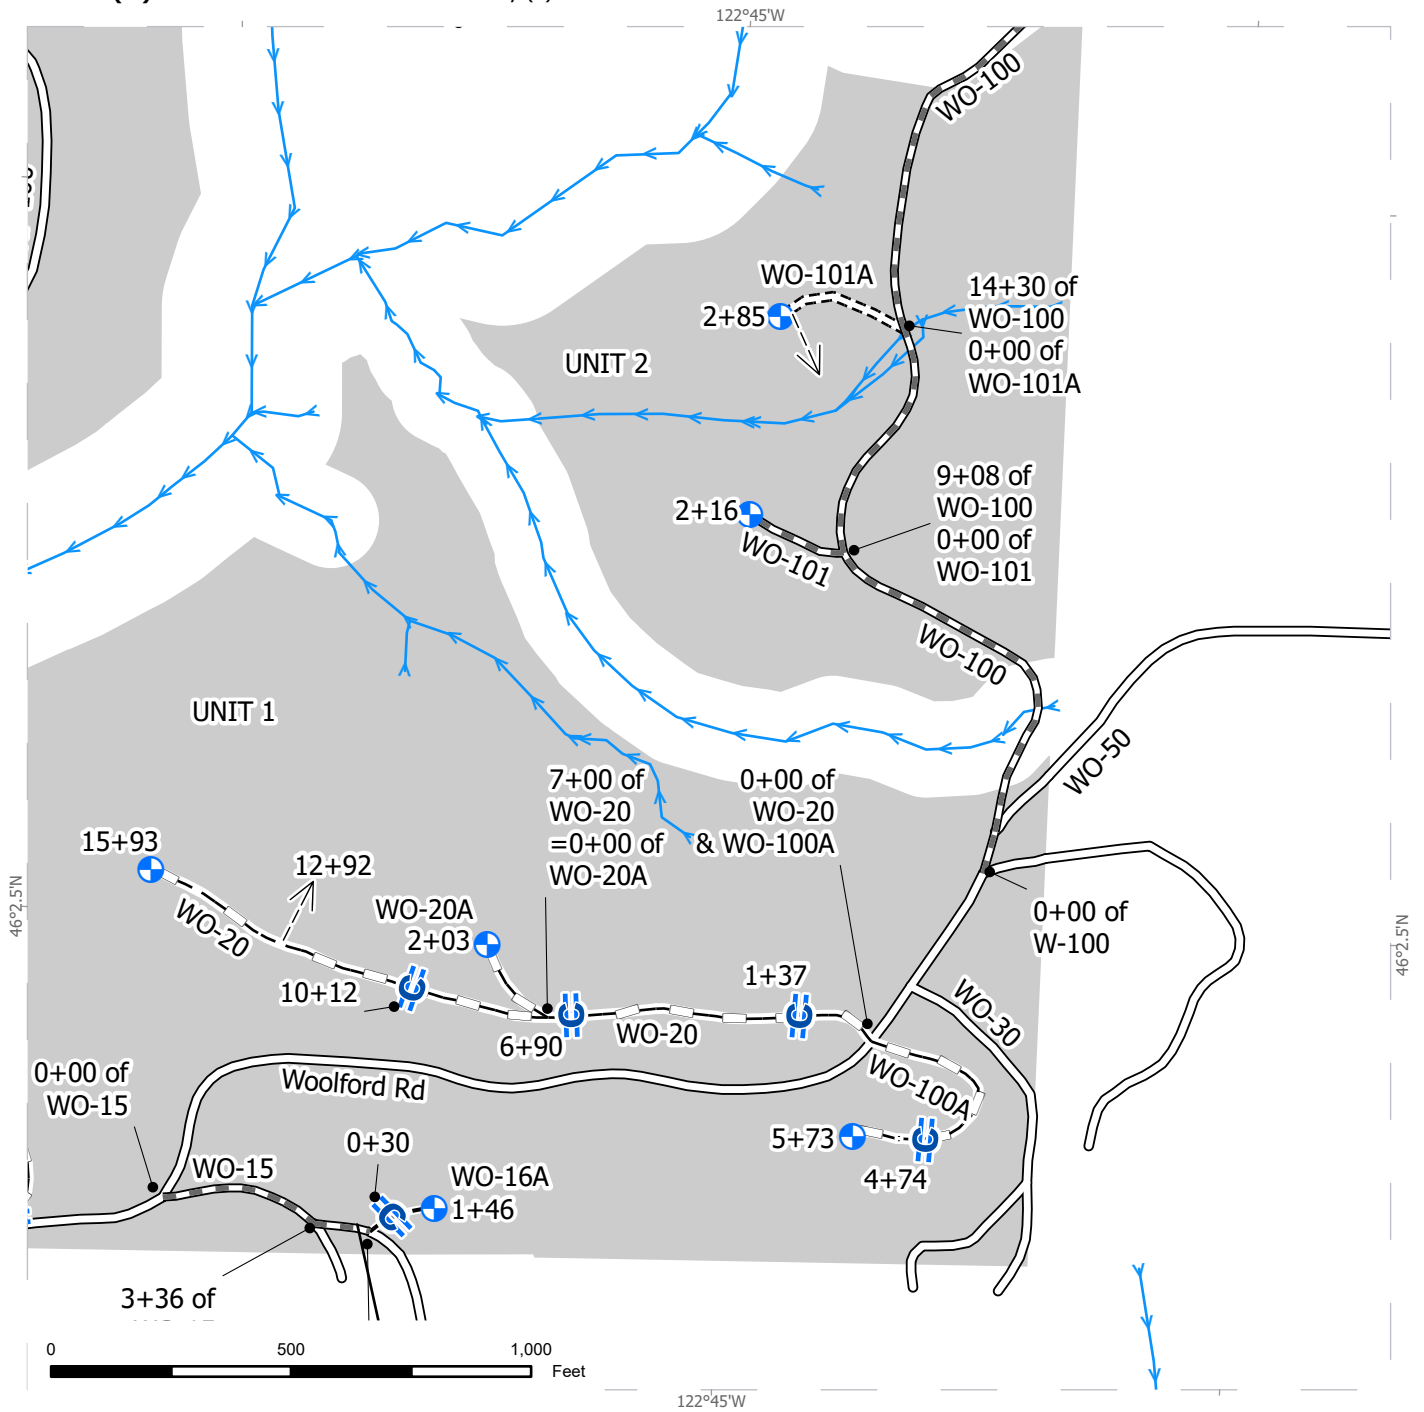 122°45'W
WO-100
WO-101A
2+85
14+30 of
WO-100
0+00 of
WO-101A
UNIT 2
9+08 of
WO-100
0+00 of
WO-101
2+16
WO-101
WO-100
UNIT 1
WO-50
7+00 of
WO-20
=0+00 of
WO-20A
0+00 of
WO-20
& WO-100A
15+93
12+92
WO-20
WO-20A
2+03
46°2.5'N
46°2.5'N
0+00 of
W-100
10+12
1+37
6+90
WO-20
WO-30
0+00 of
WO-15
Woolford Rd
WO-100A
5+73
4+74
0+30
WO-15
WO-16A
1+46
3+36 of
0
500
1,000
Feet
122°45'W